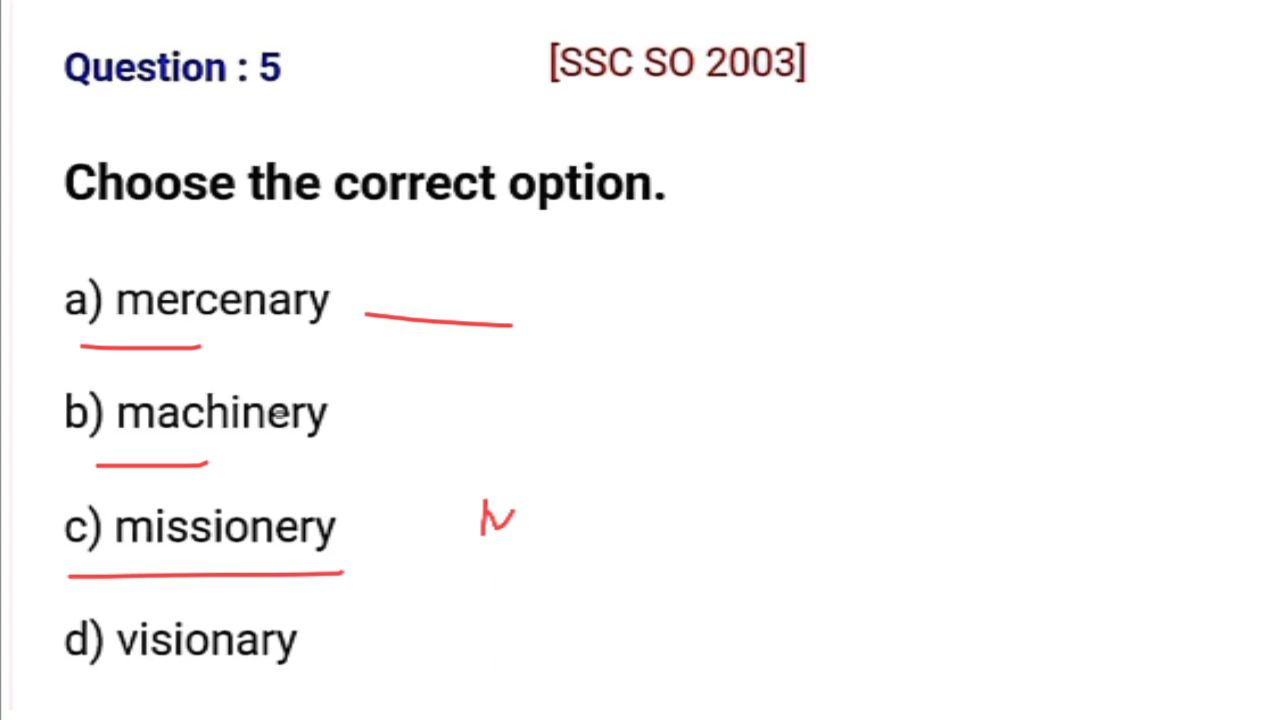 Question : 5 [SSC SO 2003]
Choose the correct option.
a) mercenary
b) machinery
c) missionery
d) visionary